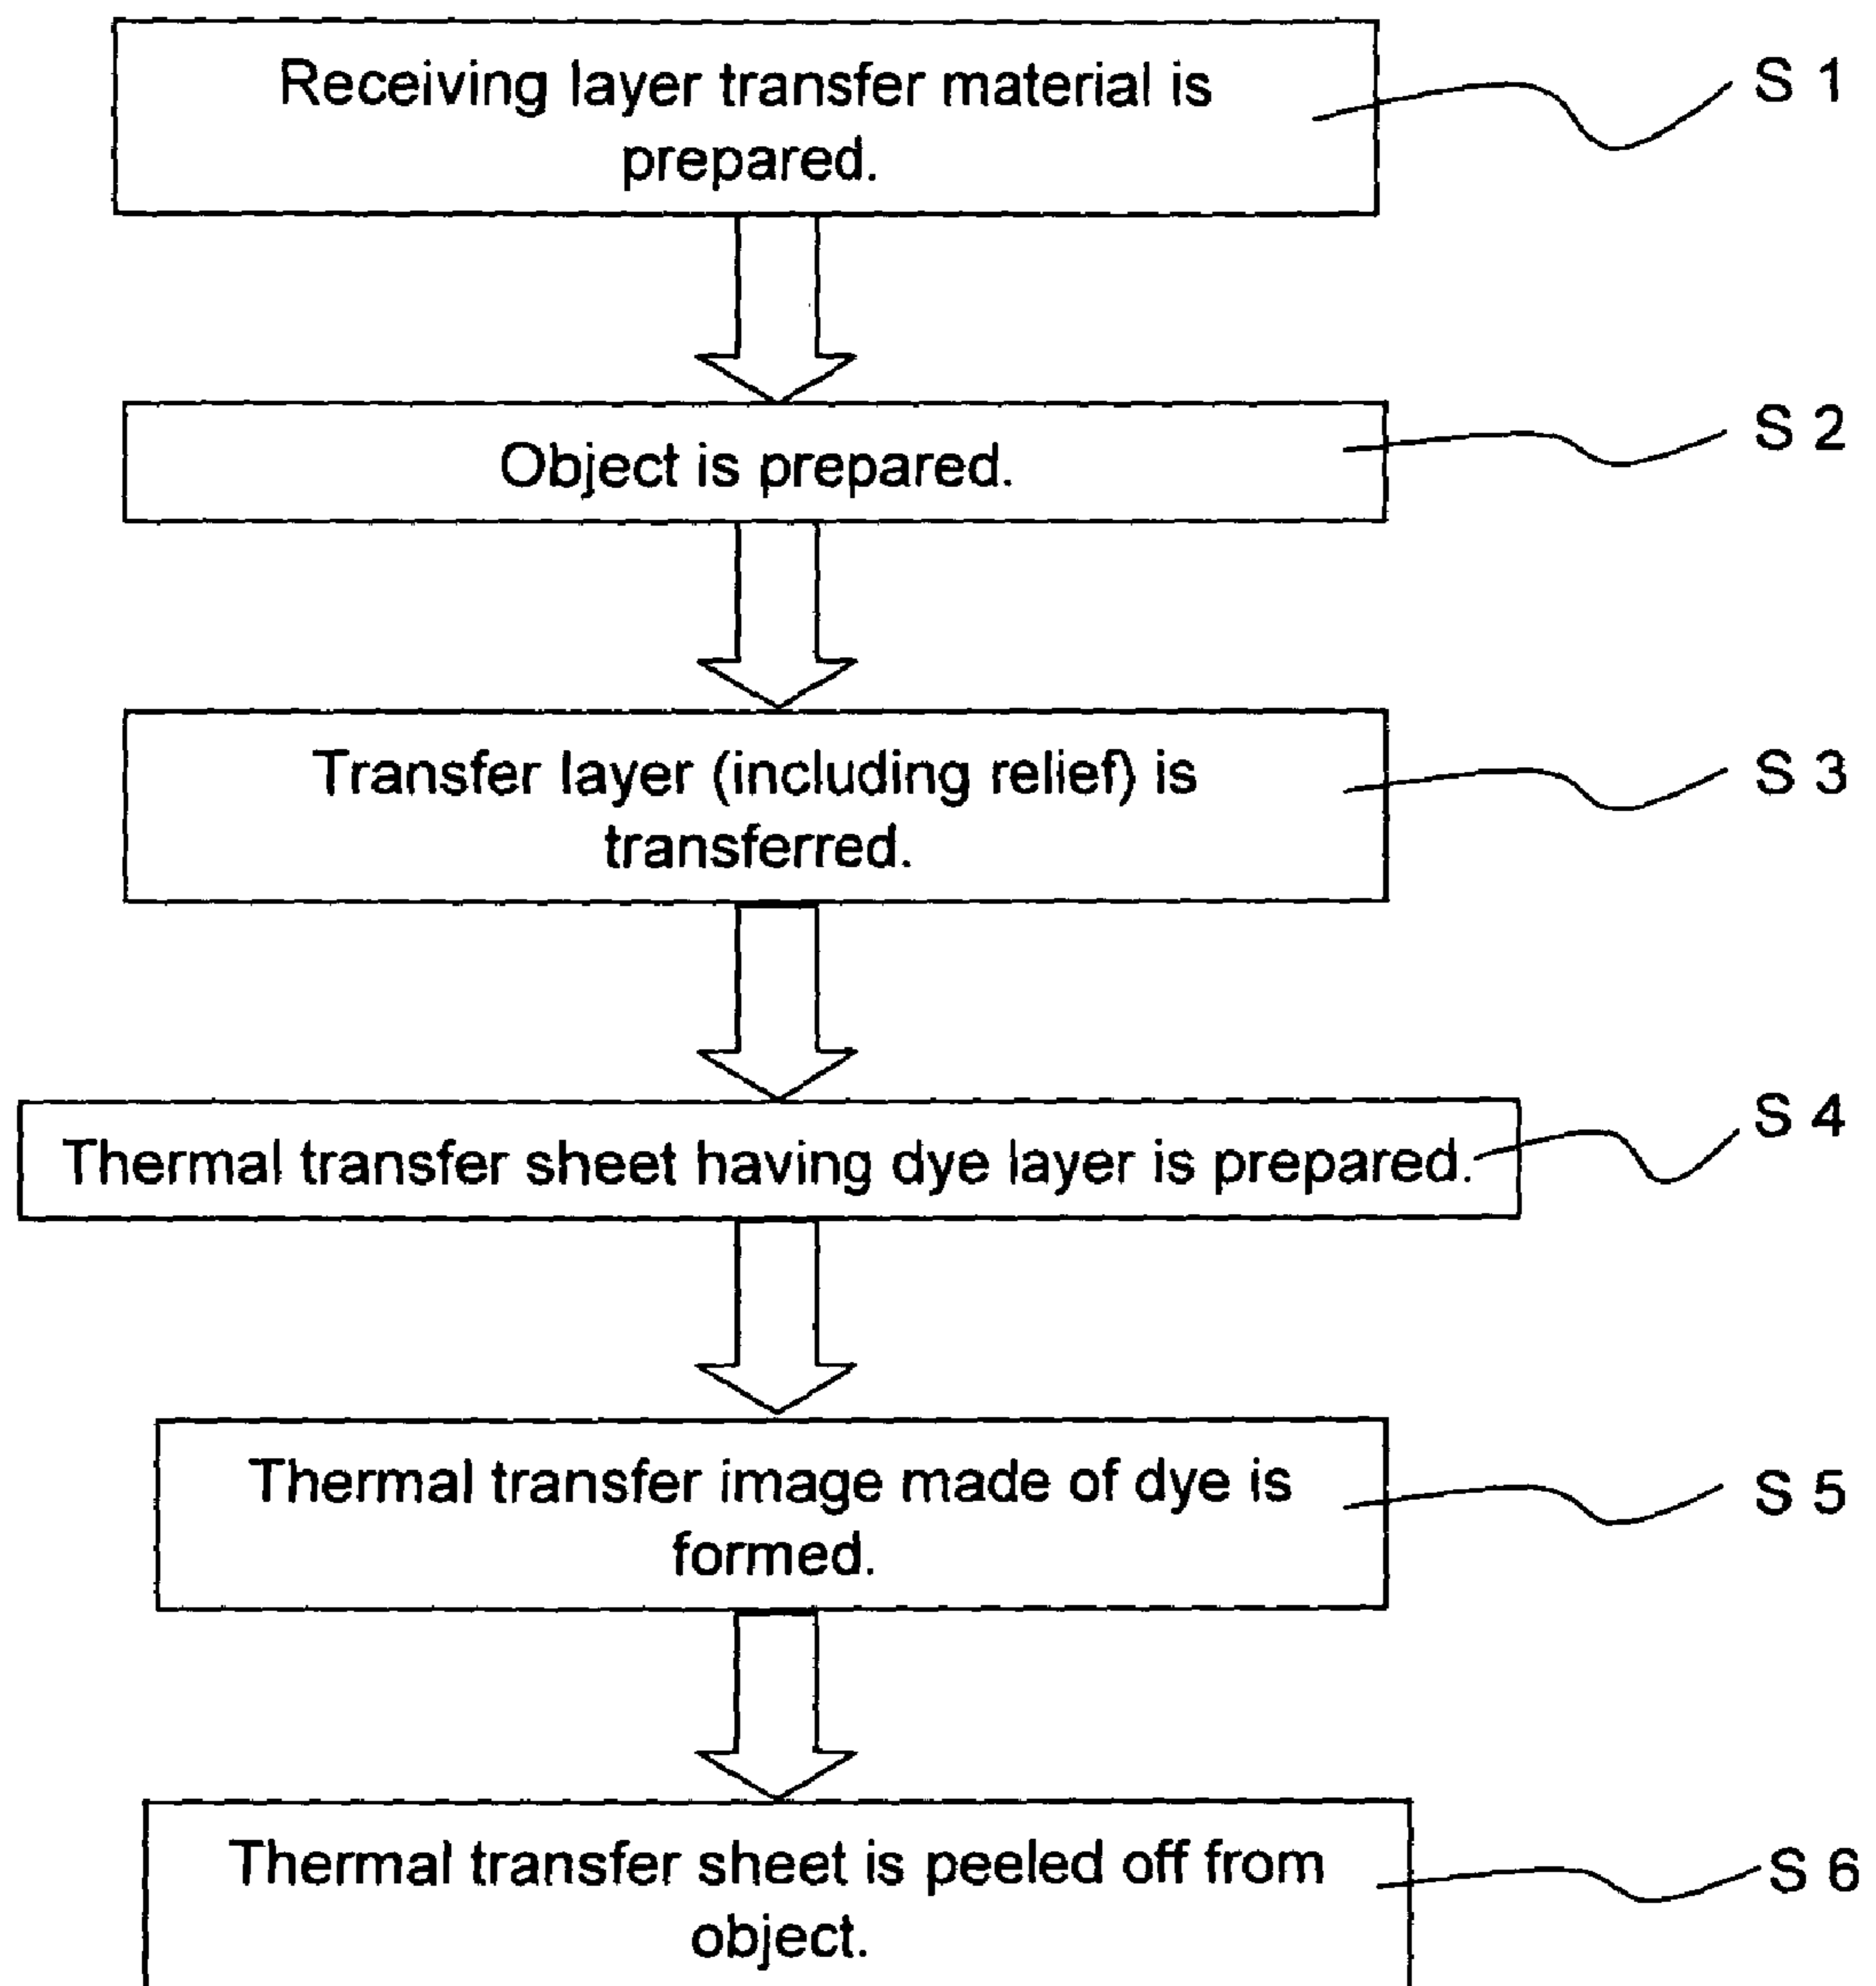 Receiving layer transfer material is
prepared.
S 1
Object is prepared.
S 2
Transfer layer (including relief) is
transferred.
S 3
Thermal transfer sheet having dye layer is prepared.
S 4
Thermal transfer image made of dye is
formed.
S 5
Thermal transfer sheet is peeled off from
object.
S 6